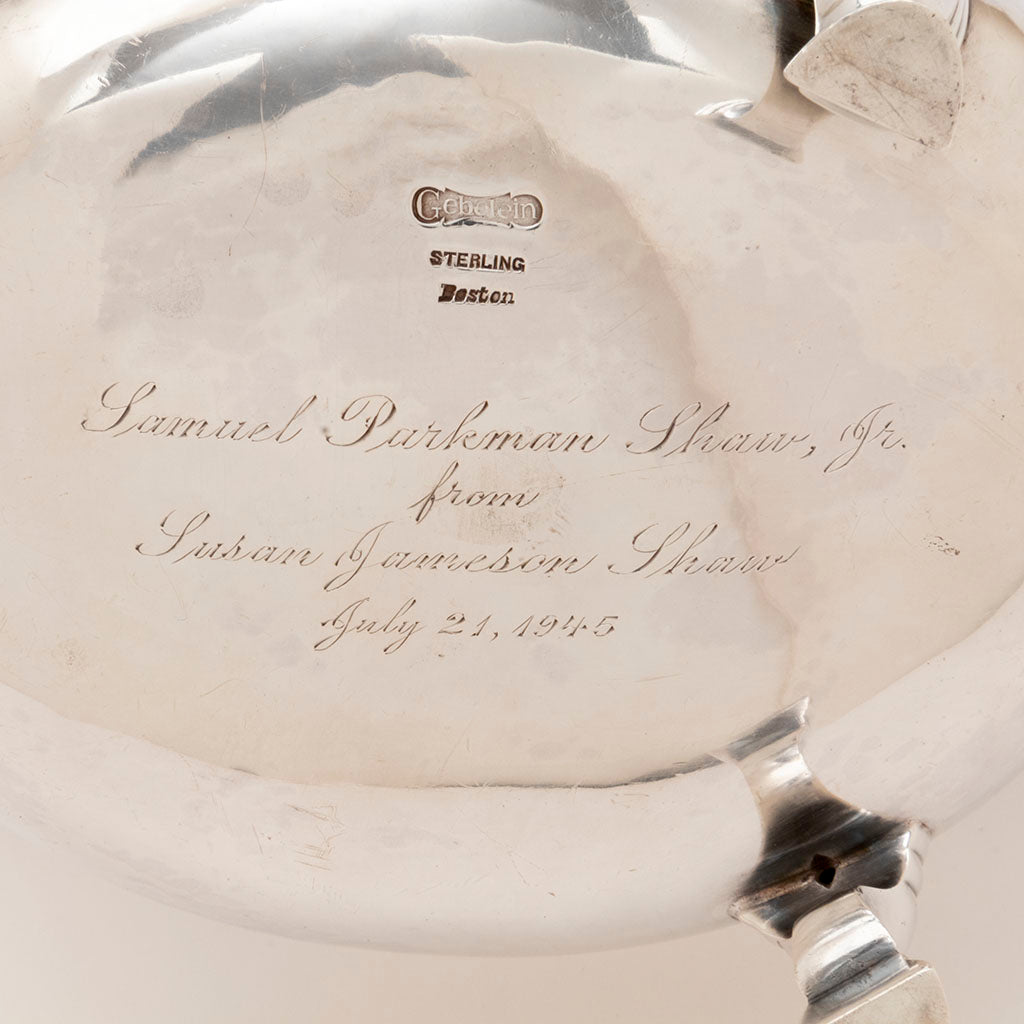 Gebelein
STERLING
Boston
Samuel Parkman Shaw, Jr.
from
Susan Jameson Shaw
July 21, 1945